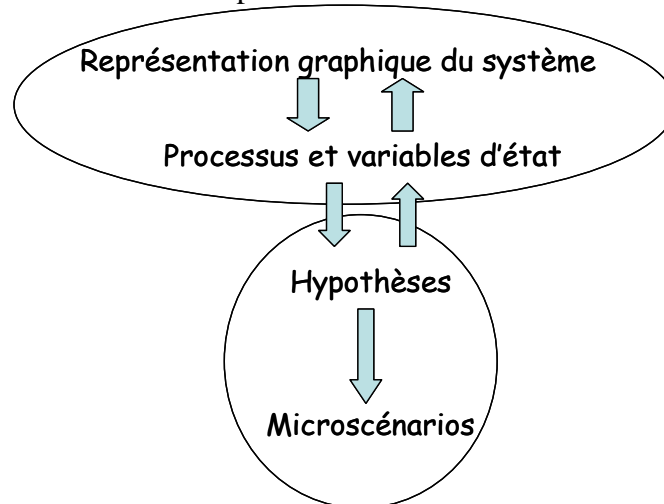 Représentation graphique du système
Processus et variables d'état
Hypothèses
Microscénarios